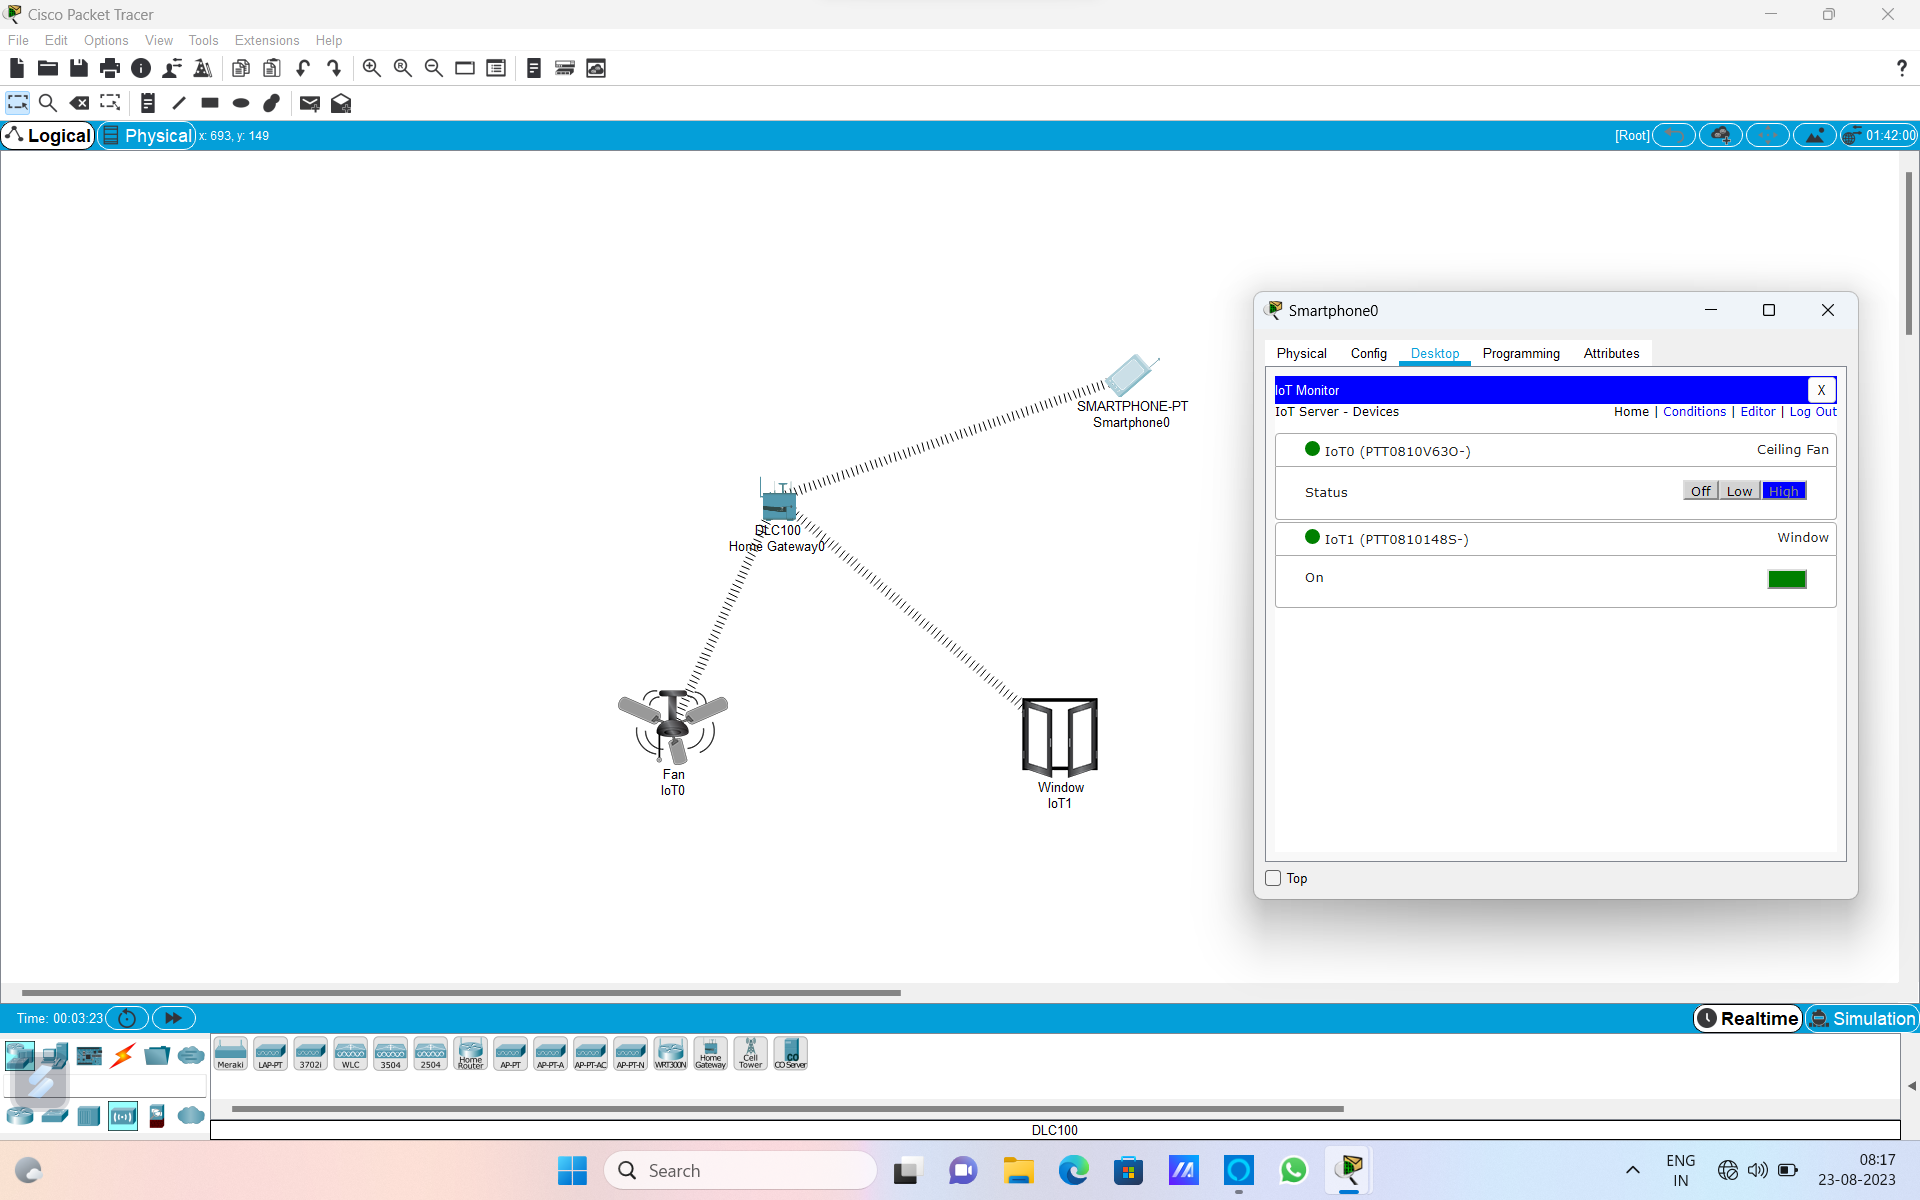 Cisco Packet Tracer
File Edit Options View Tools Extensions Help
?
Logical Physical x: 693, y: 149 [Root] 01:42:00
SMARTPHONE-PT
Smartphone0
DLC100
Home Gateway0
Fan
IoT0
Window
IoT1
Smartphone0
Physical Config Desktop Programming Attributes
IoT Monitor X
IoT Server - Devices Home | Conditions | Editor | Log Out
IoT0 (PTT0810V63O-) Ceiling Fan
Status Off Low High
IoT1 (PTT0810148S-) Window
On
Top
Time: 00:03:23 Realtime Simulation
Meraki LAP-PT 3702i WLC 3504 2504 Home Router AP-PT AP-PT-A AP-PT-AC AP-PT-N WRT300N Home Gateway Cell Tower CO CO Server
DLC100
Search
ENG
IN
08:17
23-08-2023